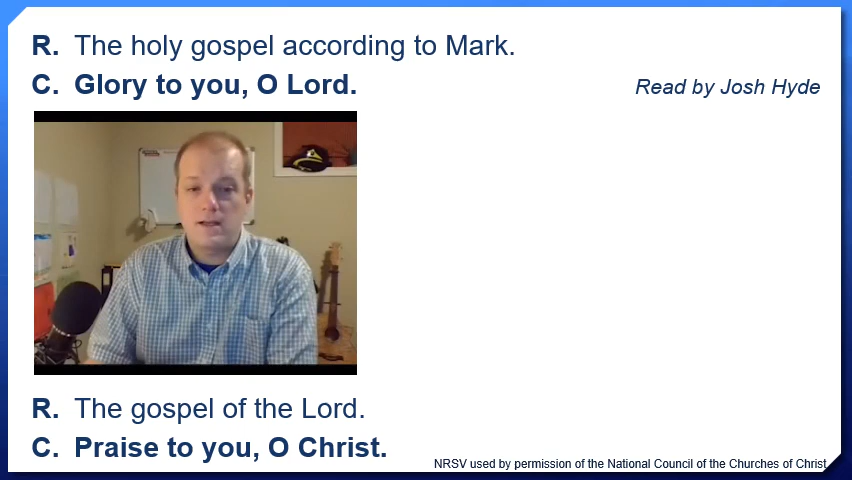 R. The holy gospel according to Mark.
C. Glory to you, O Lord.
Read by Josh Hyde
R. The gospel of the Lord.
C. Praise to you, O Christ.
NRSV used by permission of the National Council of the Churches of Christ